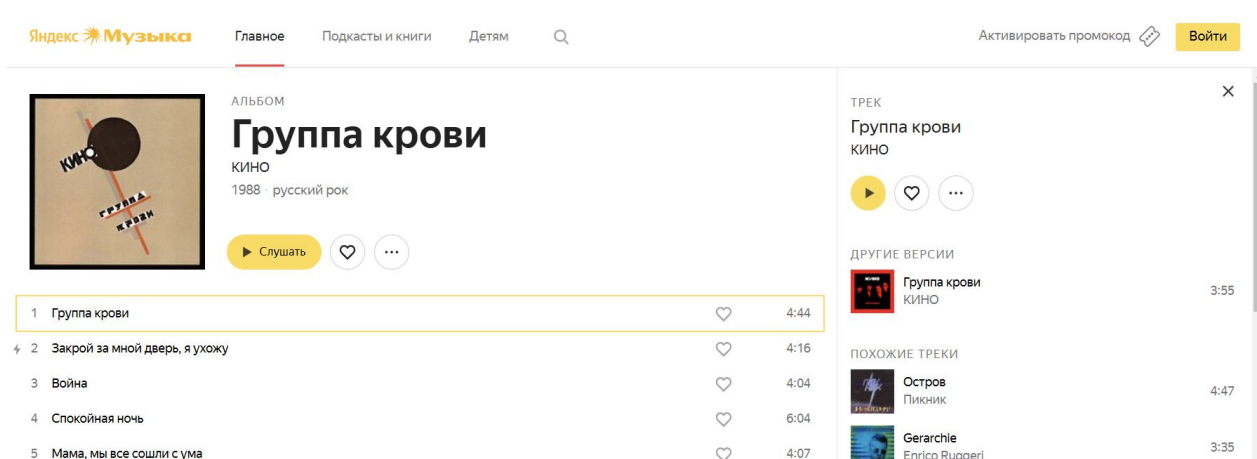 Яндекс Музыка
Главное
Подкасты и книги
Детям
Активировать промокод
Войти
КИНО
ГРУППА
КРОВИ
АЛЬБОМ
Группа крови
КИНО
1988 · русский рок
Слушать
1 Группа крови 4:44
2 Закрой за мной дверь, я ухожу 4:16
3 Война 4:04
4 Спокойная ночь 6:04
5 Мама, мы все сошли с ума 4:07
ТРЕК
Группа крови
КИНО
ДРУГИЕ ВЕРСИИ
Группа крови 3:55
КИНО
ПОХОЖИЕ ТРЕКИ
Остров 4:47
Пикник
Gerarchie 3:35
Enrico Ruggeri